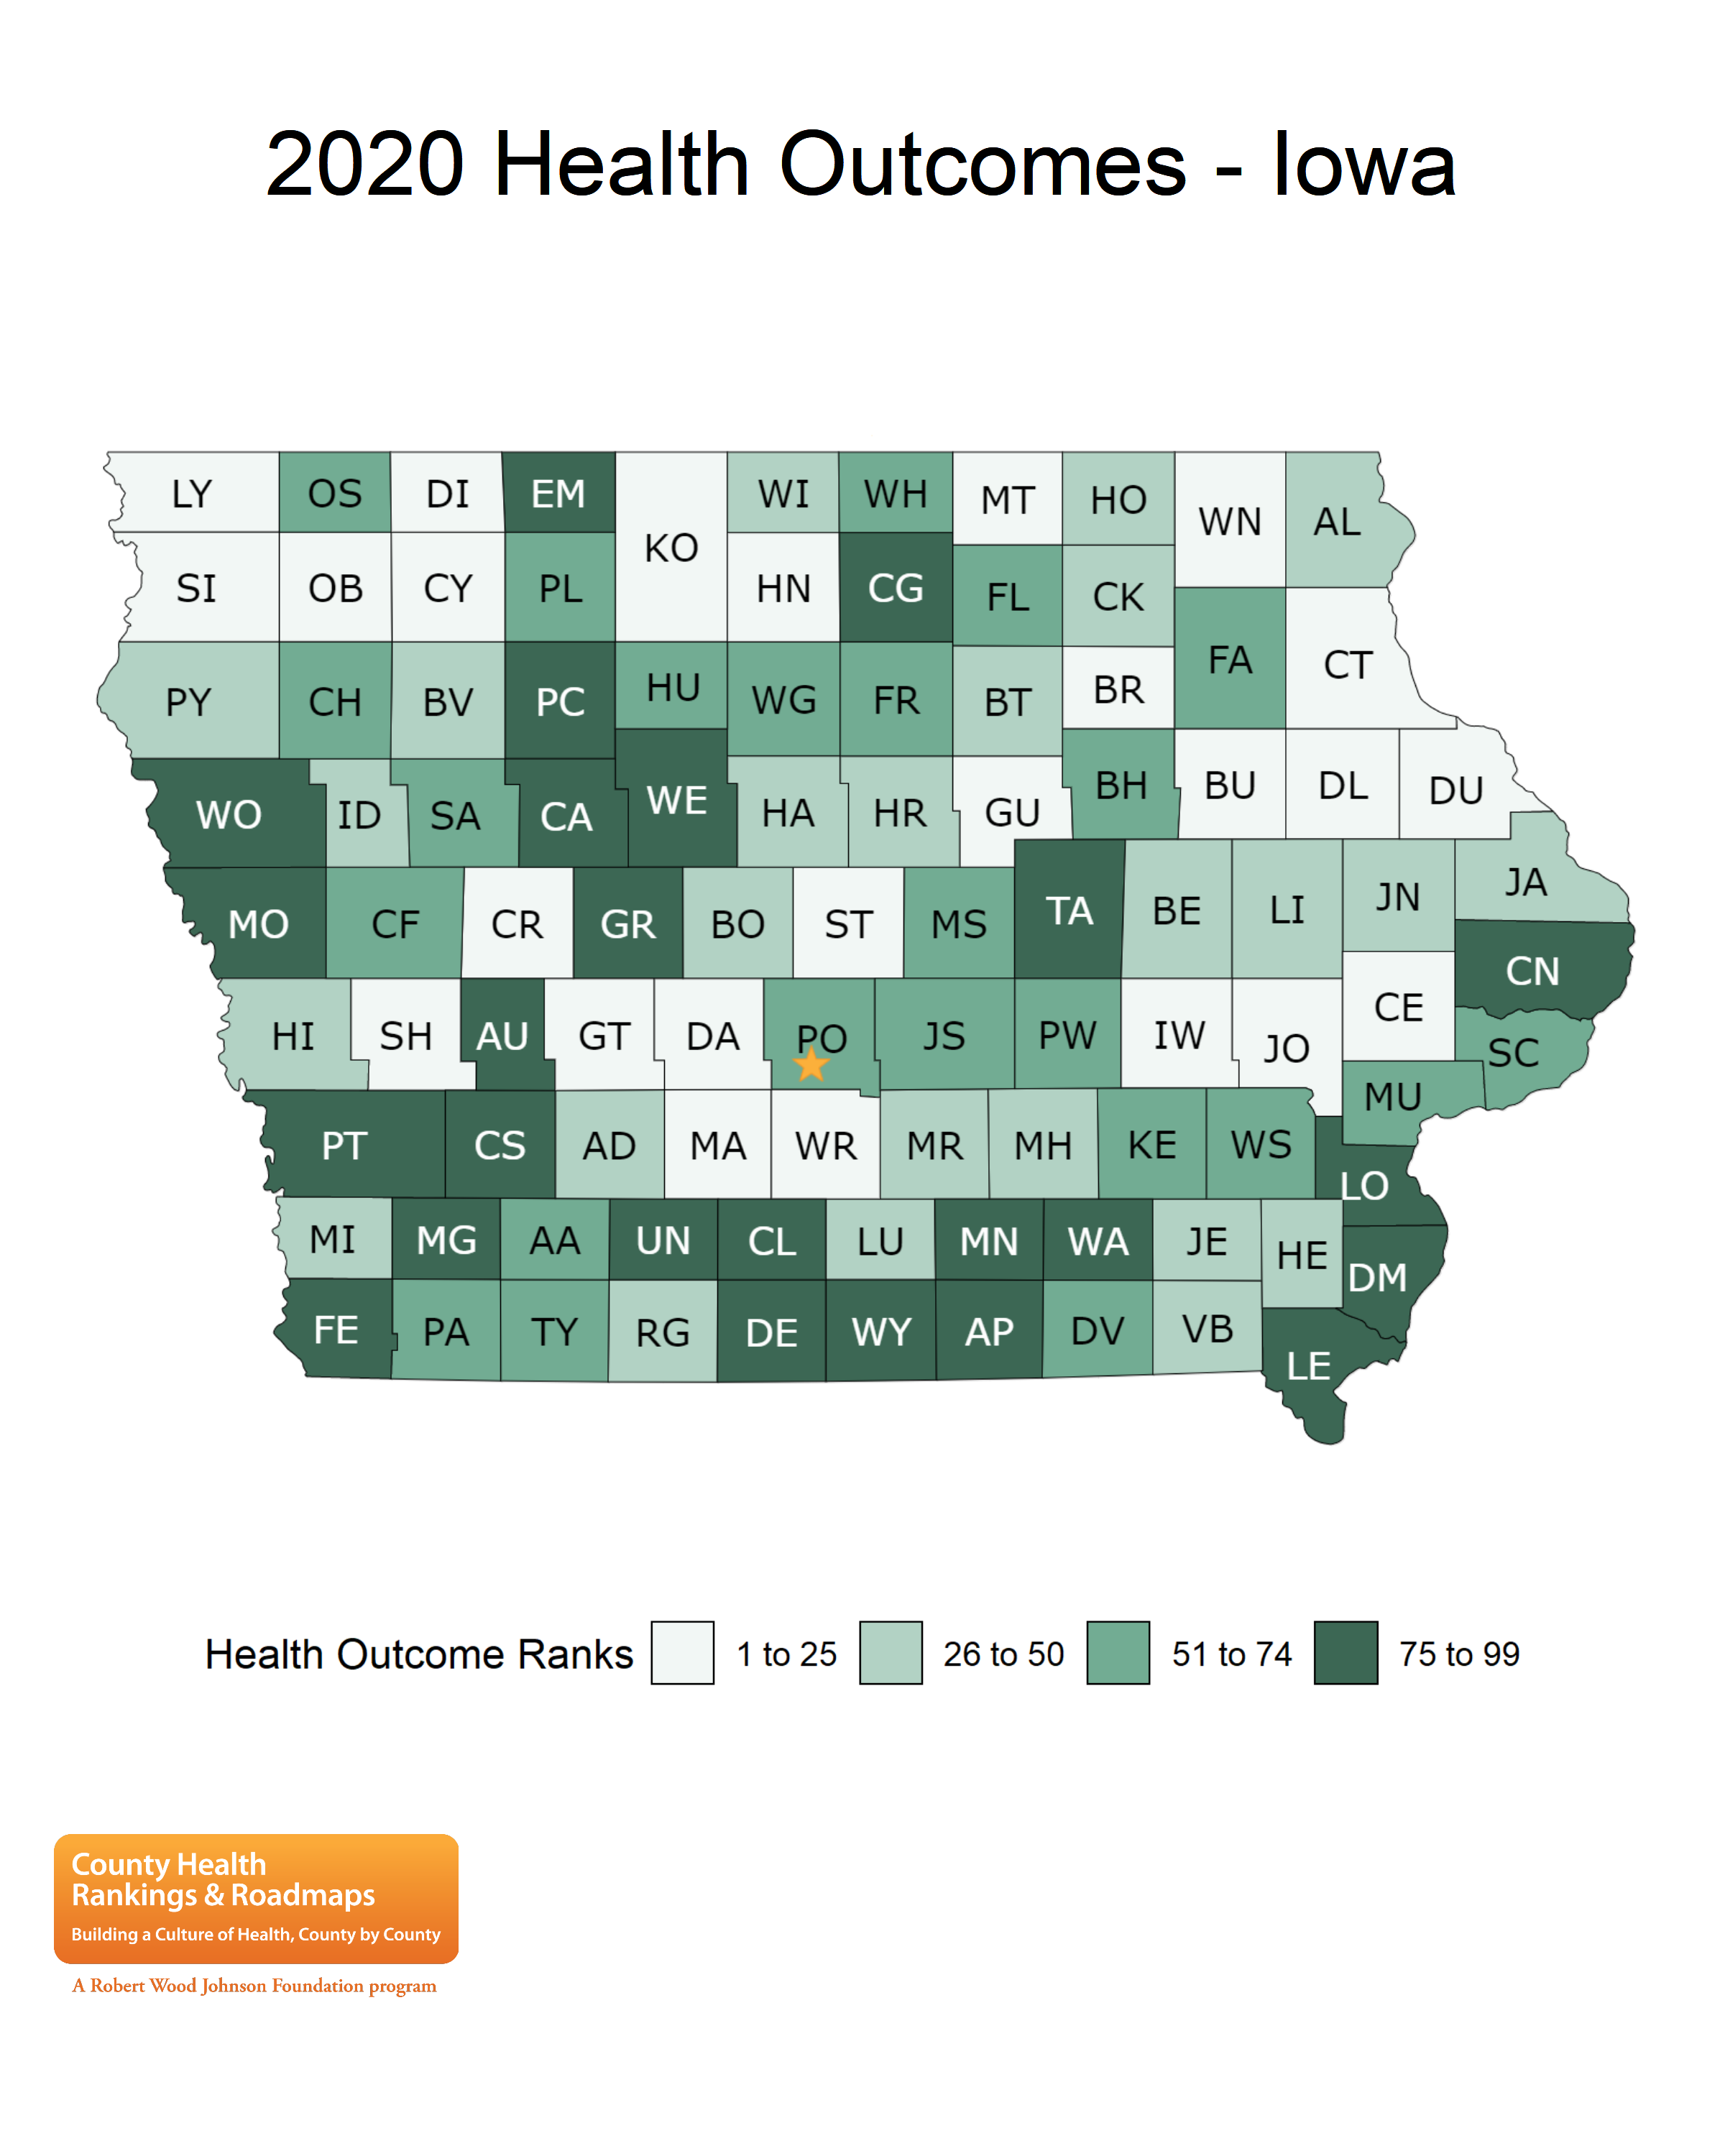 2020 Health Outcomes - Iowa
LY OS DI EM KO WI WH MT HO WN AL
SI OB CY PL HN CG FL CK
PY CH BV PC HU WG FR BT BR FA CT
WO ID SA CA WE HA HR GU BH BU DL DU
MO CF CR GR BO ST MS TA BE LI JN JA
CN
HI SH AU GT DA PO JS PW IW JO CE
SC
MU
PT CS AD MA WR MR MH KE WS
LO
MI MG AA UN CL LU MN WA JE HE
DM
FE PA TY RG DE WY AP DV VB
LE
Health Outcome Ranks 1 to 25 26 to 50 51 to 74 75 to 99
County Health
Rankings & Roadmaps
Building a Culture of Health, County by County
A Robert Wood Johnson Foundation program